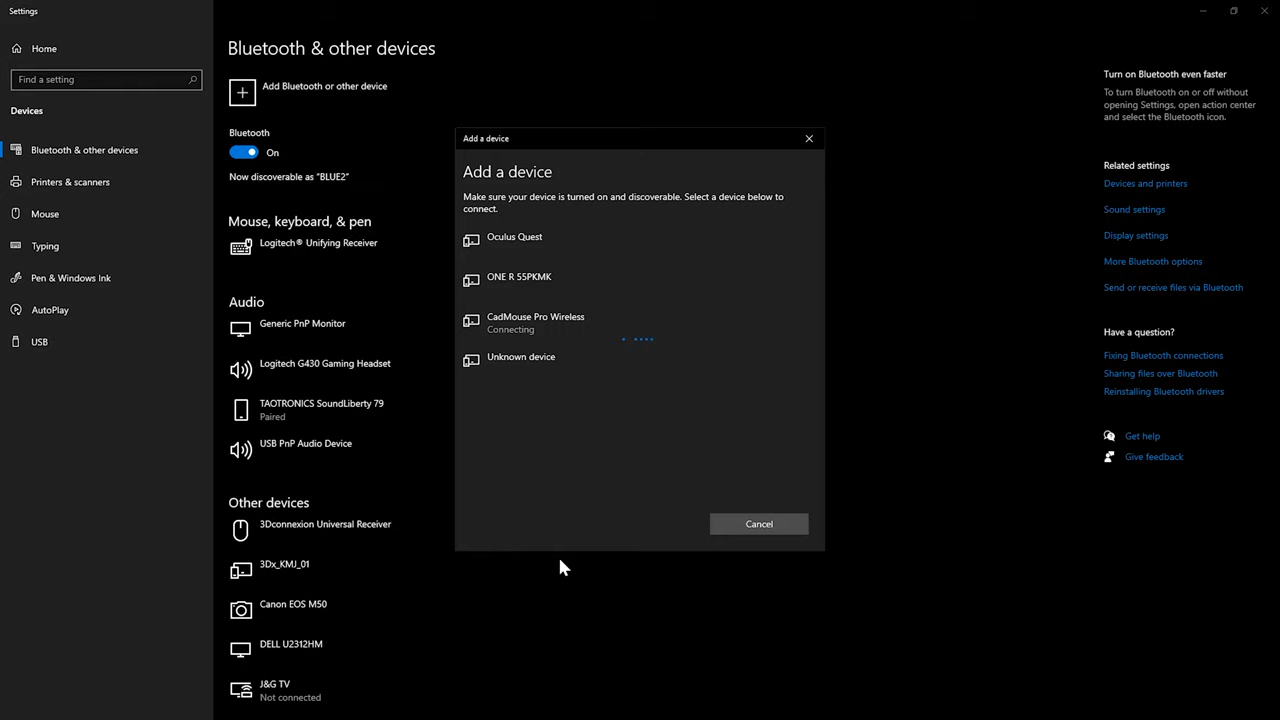 Settings
Home
Find a setting
Devices
Bluetooth & other devices
Printers & scanners
Mouse
Typing
Pen & Windows Ink
AutoPlay
USB
Bluetooth & other devices
Add Bluetooth or other device
Bluetooth
On
Now discoverable as “BLUE2”
Mouse, keyboard, & pen
Logitech® Unifying Receiver
Audio
Generic PnP Monitor
Logitech G430 Gaming Headset
TAOTRONICS SoundLiberty 79
Paired
USB PnP Audio Device
Other devices
3Dconnexion Universal Receiver
3Dx_KMJ_01
Canon EOS M50
DELL U2312HM
J&G TV
Not connected
Add a device
Add a device
Make sure your device is turned on and discoverable. Select a device below to
connect.
Oculus Quest
ONE R 55PKMK
CadMouse Pro Wireless
Connecting
Unknown device
Cancel
Turn on Bluetooth even faster
To turn Bluetooth on or off without
opening Settings, open action center
and select the Bluetooth icon.
Related settings
Devices and printers
Sound settings
Display settings
More Bluetooth options
Send or receive files via Bluetooth
Have a question?
Fixing Bluetooth connections
Sharing files over Bluetooth
Reinstalling Bluetooth drivers
Get help
Give feedback